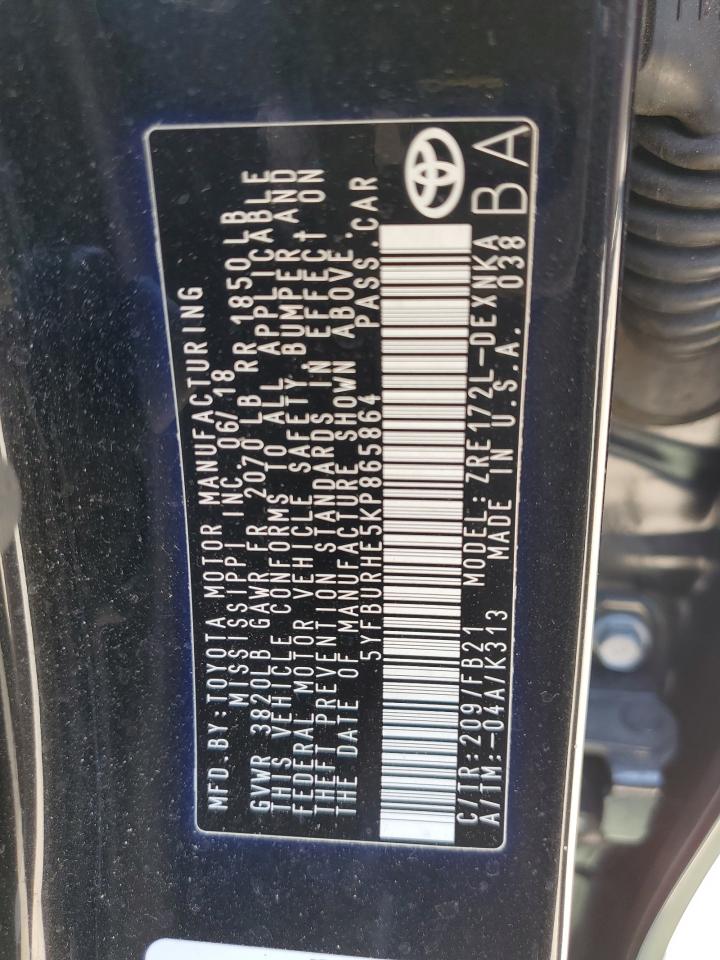 MFD.BY:TOYOTA MOTOR MANUFACTURING
MISSISSIPPI INC.06/18
GVWR 3820LB GAWR FR 2070 LB RR 1850LB
THIS VEHICLE CONFORMS TO ALL APPLICABLE
FEDERAL MOTOR VEHICLE SAFETY, BUMPER AND
THEFT PREVENTION STANDARDS IN EFFECT ON
THE DATE OF MANUFACTURE SHOWN ABOVE.
5YFBURHE5KP865864 PASS.CAR
C/TR:209/FB21 MODEL:ZRE172L-DEXNKA
A/TM:-04A/K313 MADE IN U.S.A. 038
BA